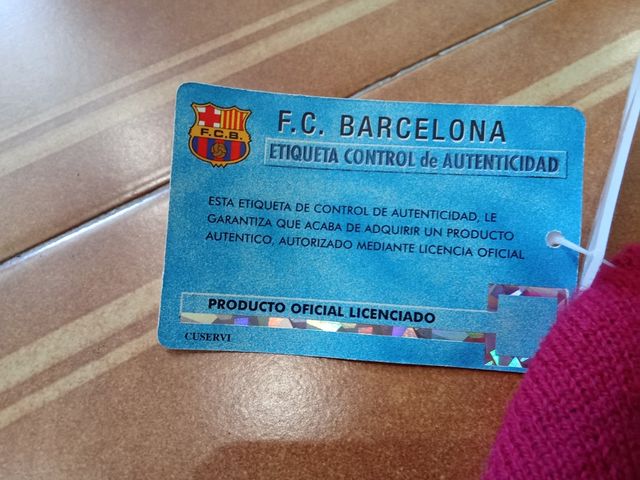 F.C.B.
F.C. BARCELONA
ETIQUETA CONTROL de AUTENTICIDAD
ESTA ETIQUETA DE CONTROL DE AUTENTICIDAD, LE
GARANTIZA QUE ACABA DE ADQUIRIR UN PRODUCTO
AUTENTICO, AUTORIZADO MEDIANTE LICENCIA OFICIAL
PRODUCTO OFICIAL LICENCIADO
CUSERVI